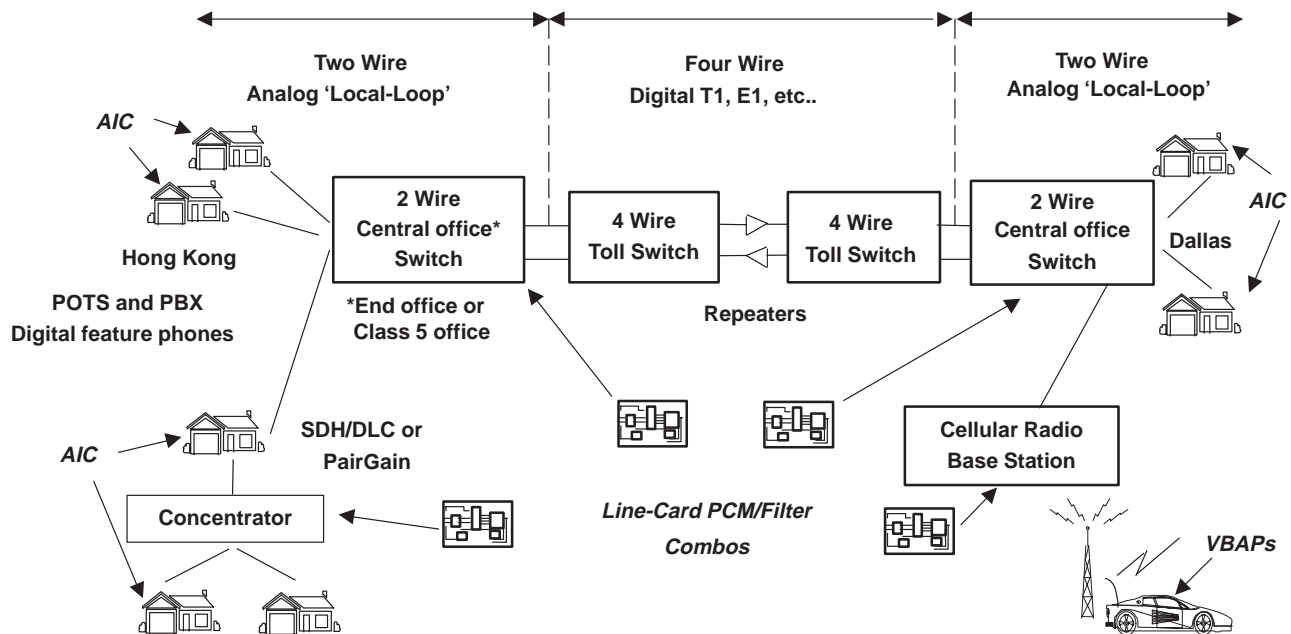 Two Wire
Analog ‘Local-Loop’
Four Wire
Digital T1, E1, etc..
Two Wire
Analog ‘Local-Loop’
AIC
2 Wire
Central office*
Switch
4 Wire
Toll Switch
4 Wire
Toll Switch
2 Wire
Central office
Switch
AIC
Hong Kong
Dallas
POTS and PBX
Digital feature phones
*End office or
Class 5 office
Repeaters
SDH/DLC or
PairGain
AIC
Cellular Radio
Base Station
Concentrator
Line-Card PCM/Filter
Combos
VBAPs